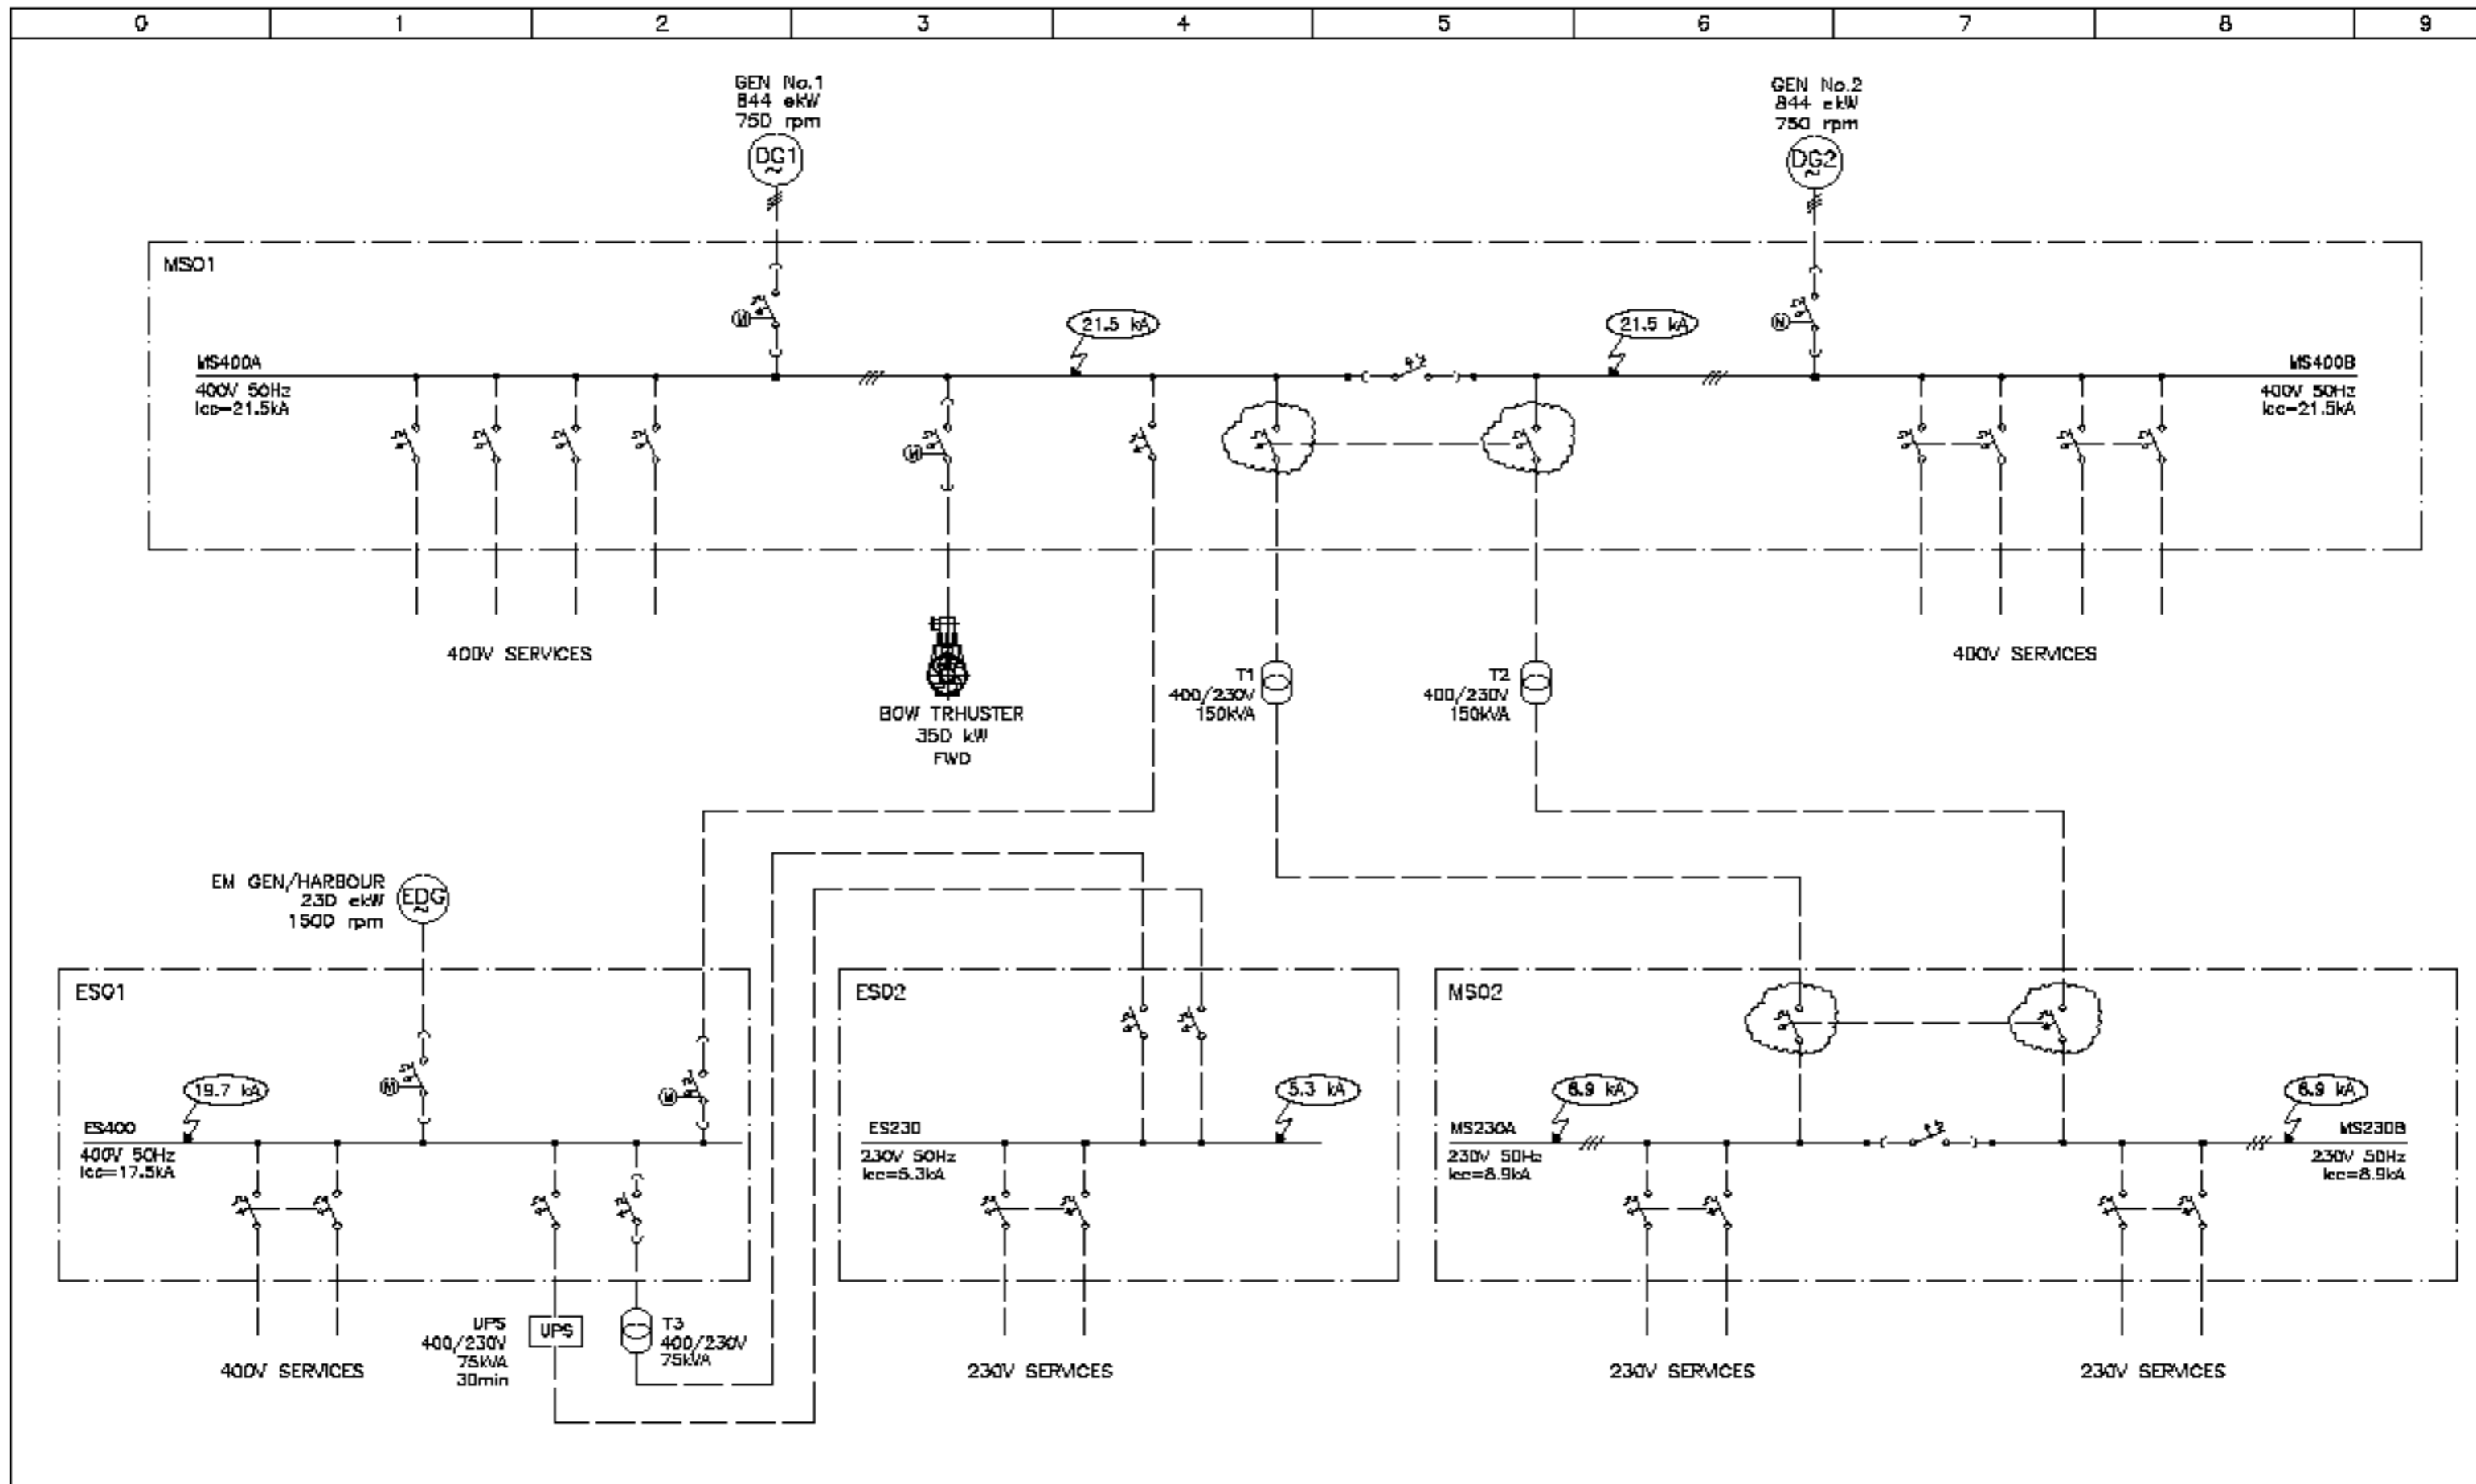 0 1 2 3 4 5 6 7 8 9
GEN No.1
844 ekW
750 rpm
DG1
GEN No.2
844 ekW
750 rpm
DG2
MS01
M
M
21.5 kA
21.5 kA
MS400A
400V 50Hz
Icc=21.5kA
MS400B
400V 50Hz
Icc=21.5kA
M
400V SERVICES
BOW TRHUSTER
350 kW
FWD
T1
400/230V
150kVA
T2
400/230V
150kVA
400V SERVICES
EM GEN/HARBOUR
230 ekW
1500 rpm
EDG
ES01
M
M
19.7 kA
ES400
400V 50Hz
Icc=17.5kA
ES02
5.3 kA
ES230
230V 50Hz
Icc=5.3kA
MS02
8.9 kA
8.9 kA
MS230A
230V 50Hz
Icc=8.9kA
MS230B
230V 50Hz
Icc=8.9kA
UPS
400/230V
75kVA
30min
UPS
T3
400/230V
75kVA
400V SERVICES
230V SERVICES
230V SERVICES
230V SERVICES